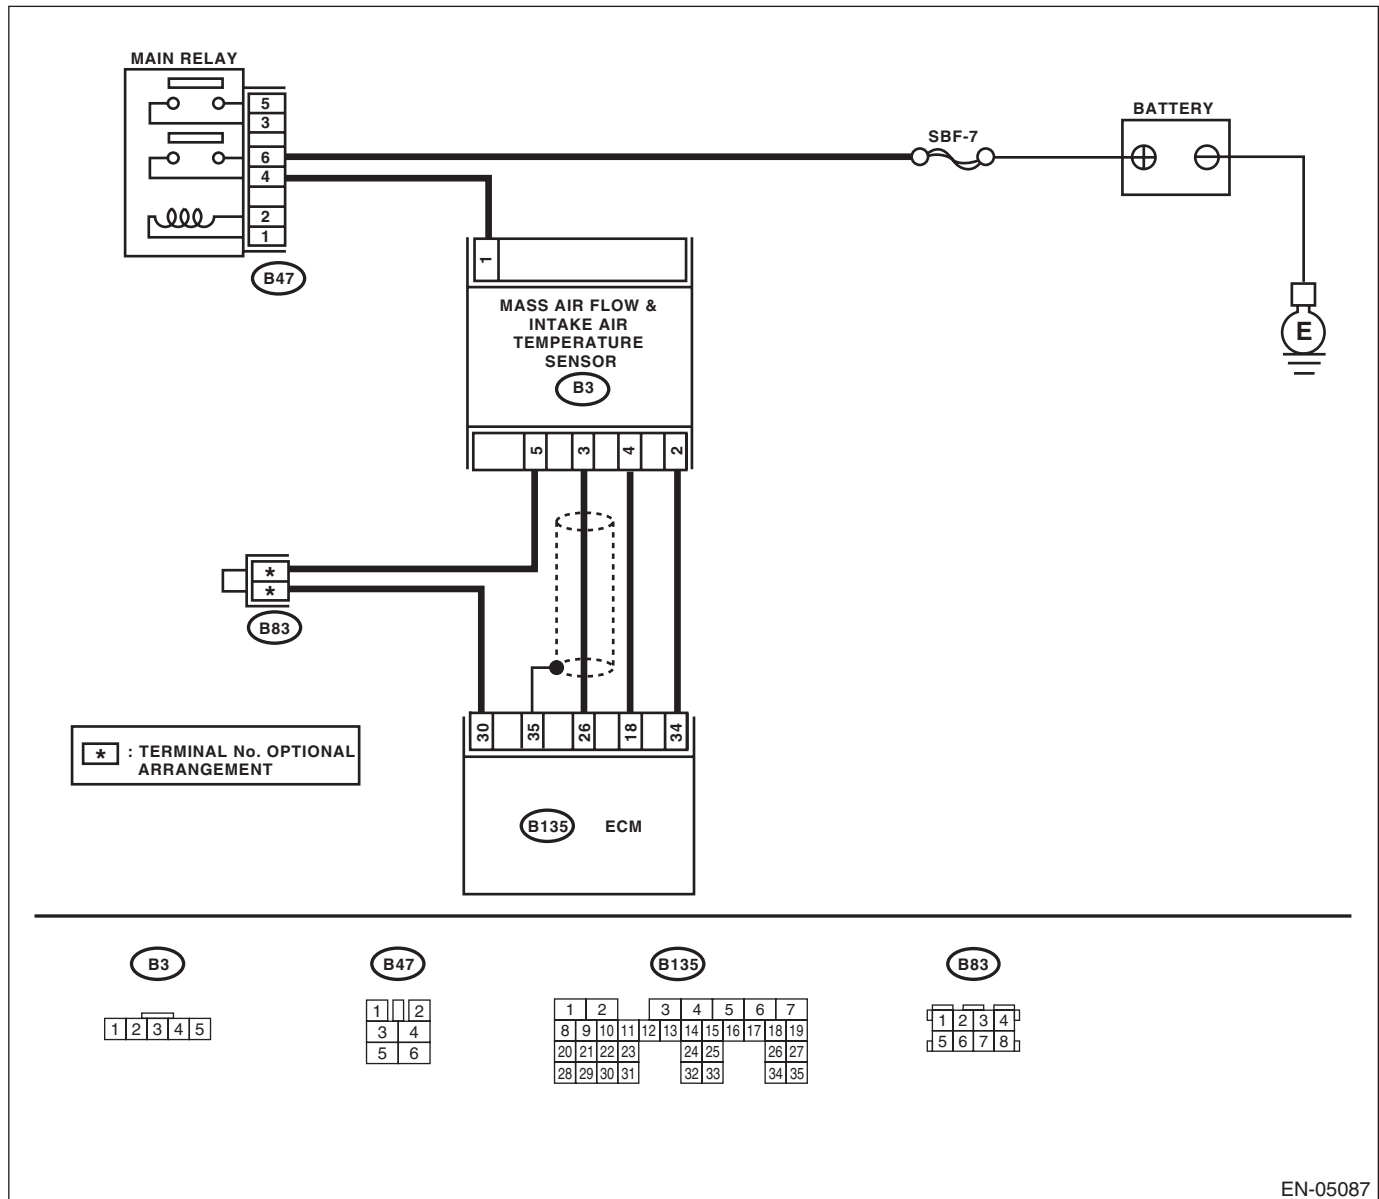 MAIN RELAY
5
3
6
4
2
1
B47
SBF-7
BATTERY
E
1
MASS AIR FLOW &
INTAKE AIR
TEMPERATURE
SENSOR
B3
5 3 4 2
*
*
B83
30 35 26 18 34
* : TERMINAL No. OPTIONAL
ARRANGEMENT
B135 ECM
B3 B47 B135 B83
1 2 3 4 5
1 2
3 4
5 6
1 2 3 4 5 6 7
8 9 10 11 12 13 14 15 16 17 18 19
20 21 22 23 24 25 26 27
28 29 30 31 32 33 34 35
1 2 3 4
5 6 7 8
EN-05087